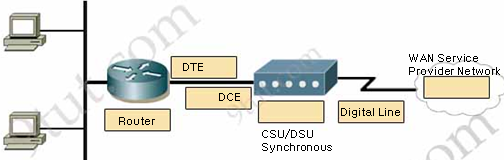 DTE
DCE
Router
CSU/DSU
Synchronous
Digital Line
WAN Service
Provider Network